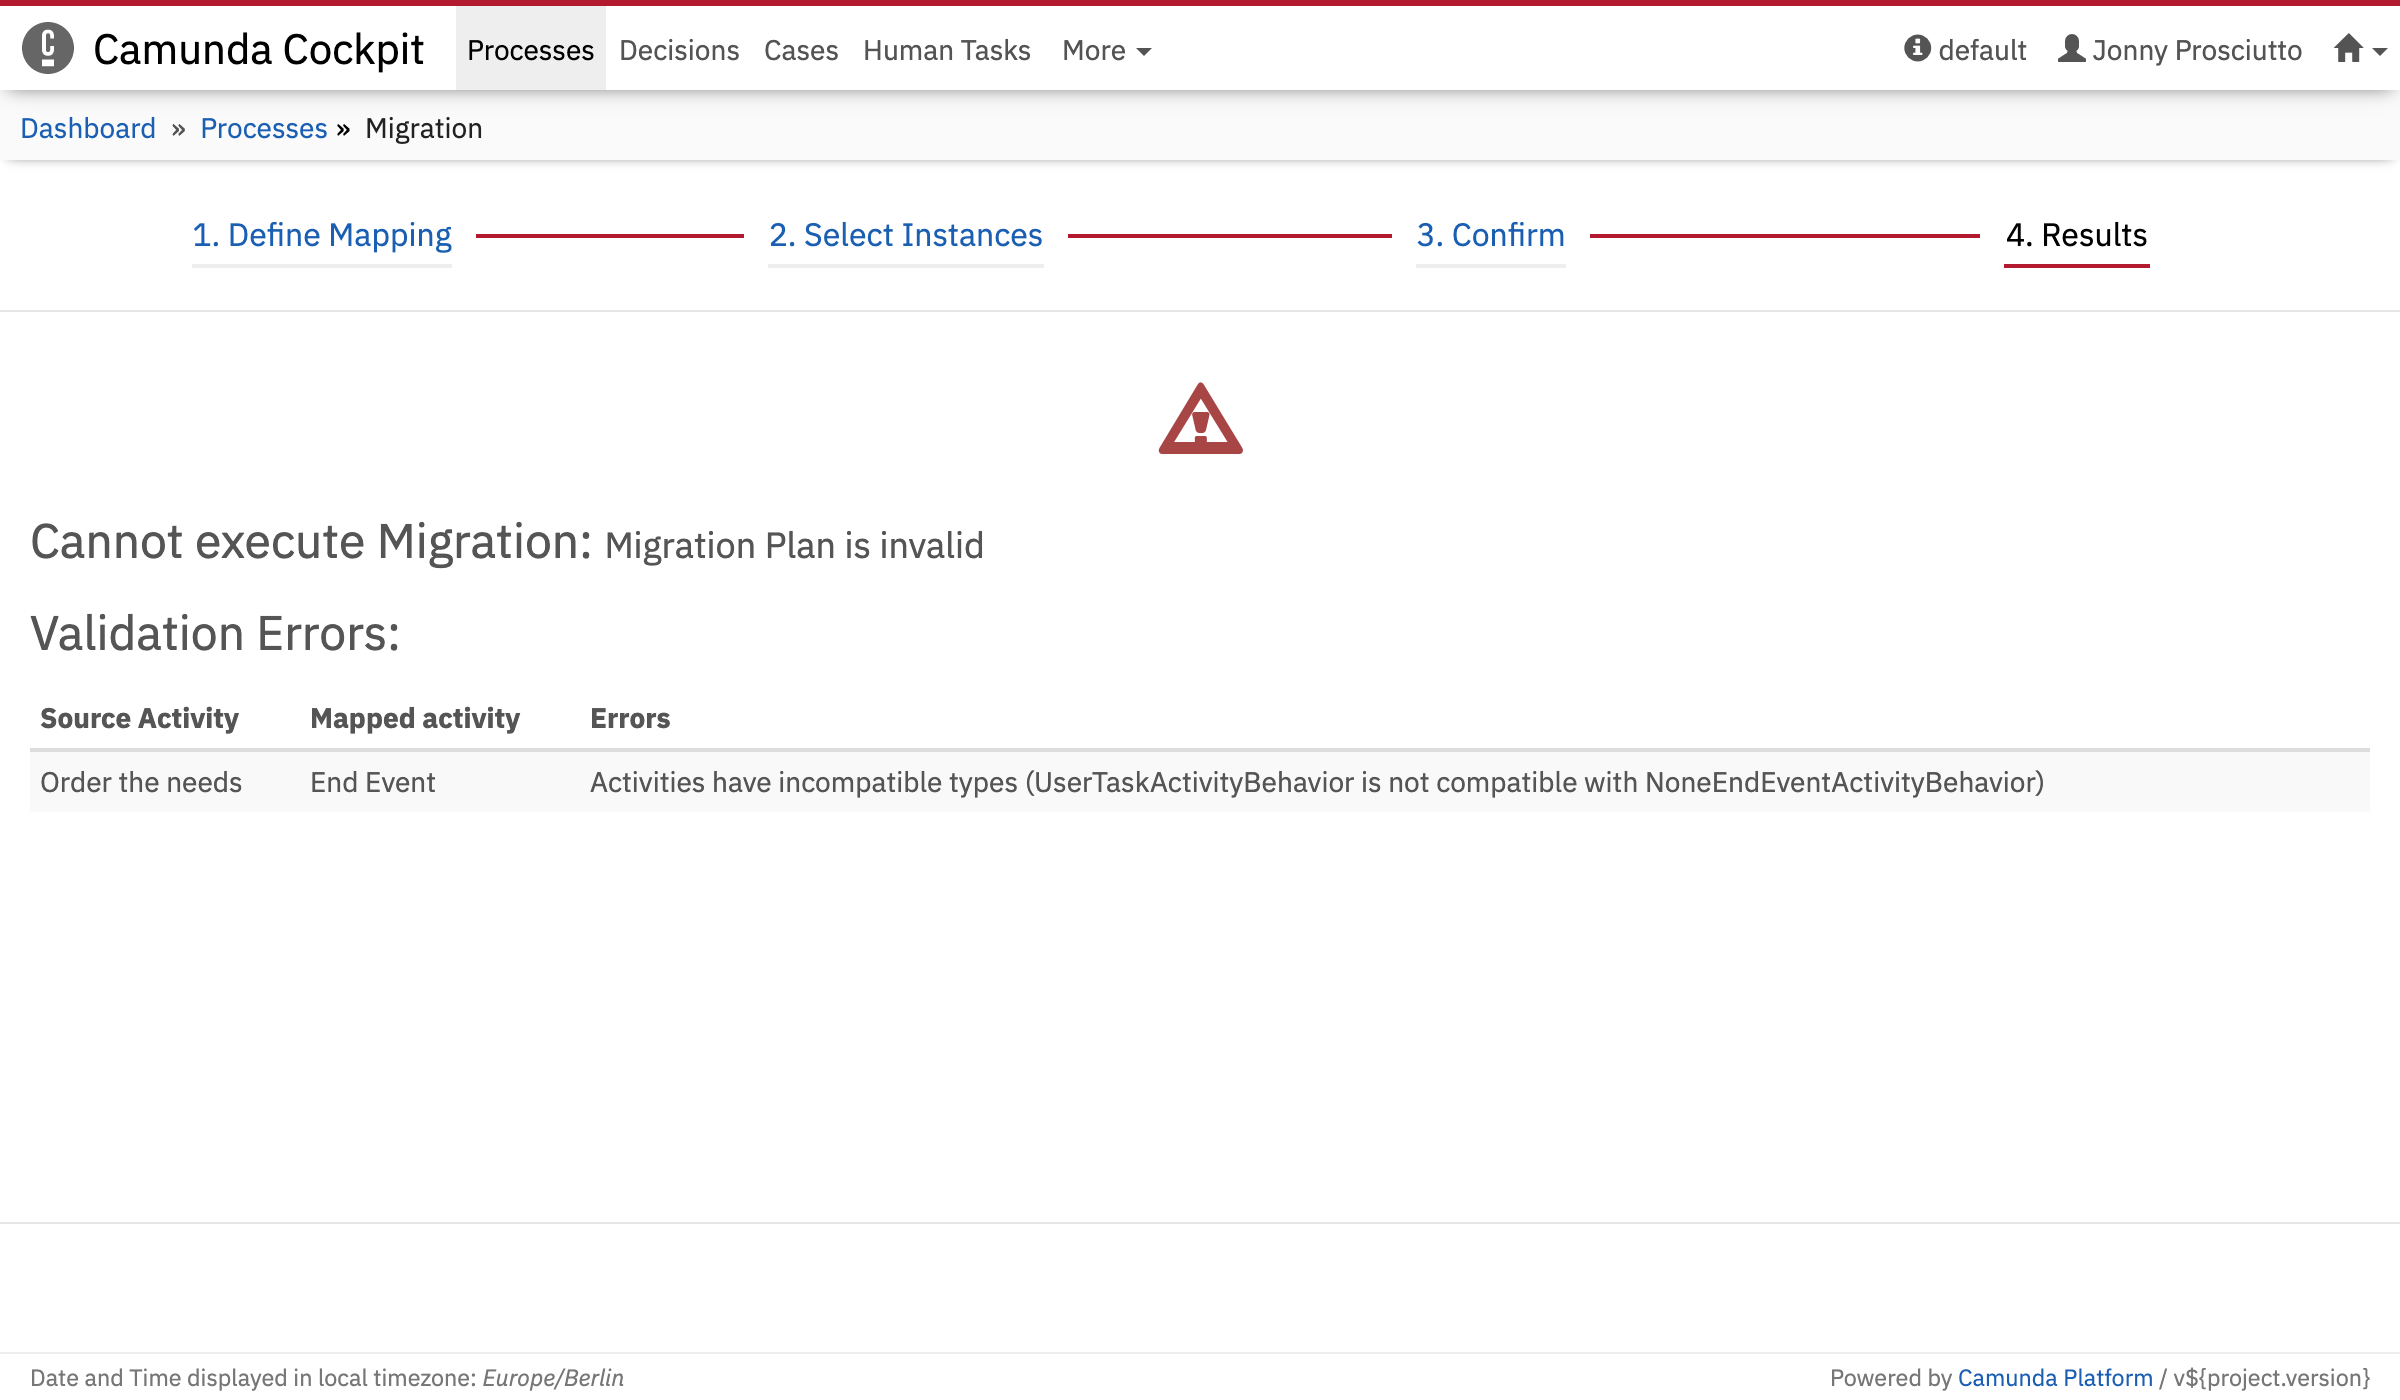 Camunda Cockpit Processes Decisions Cases Human Tasks More default Jonny Prosciutto
Dashboard » Processes » Migration
1. Define Mapping 2. Select Instances 3. Confirm 4. Results
Cannot execute Migration: Migration Plan is invalid
Validation Errors:
Source Activity Mapped activity Errors
Order the needs End Event Activities have incompatible types (UserTaskActivityBehavior is not compatible with NoneEndEventActivityBehavior)
Date and Time displayed in local timezone: Europe/Berlin Powered by Camunda Platform / v${project.version}